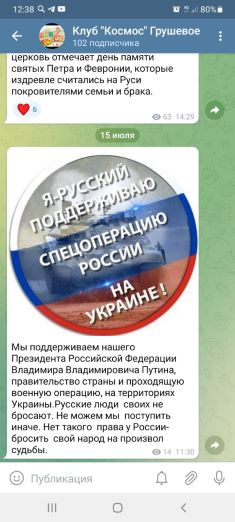 12:38
80%
Клуб "Космос" Грушевое
102 подписчика
церковь отмечает день памяти
святых Петра и Февронии, которые
издревле считались на Руси
покровителями семьи и брака.
6
63 14:29
15 июля
Я-РУССКИЙ
ПОДДЕРЖИВАЮ
СПЕЦОПЕРАЦИЮ
РОССИИ
НА
УКРАИНЕ!
Мы поддерживаем нашего
Президента Российской Федерации
Владимира Владимировича Путина,
правительство страны и проходящую
военную операцию, на территориях
Украины.Русские люди своих не
бросают. Не можем мы поступить
иначе. Нет такого права у России-
бросить свой народ на произвол
судьбы.
14 11:30
Публикация